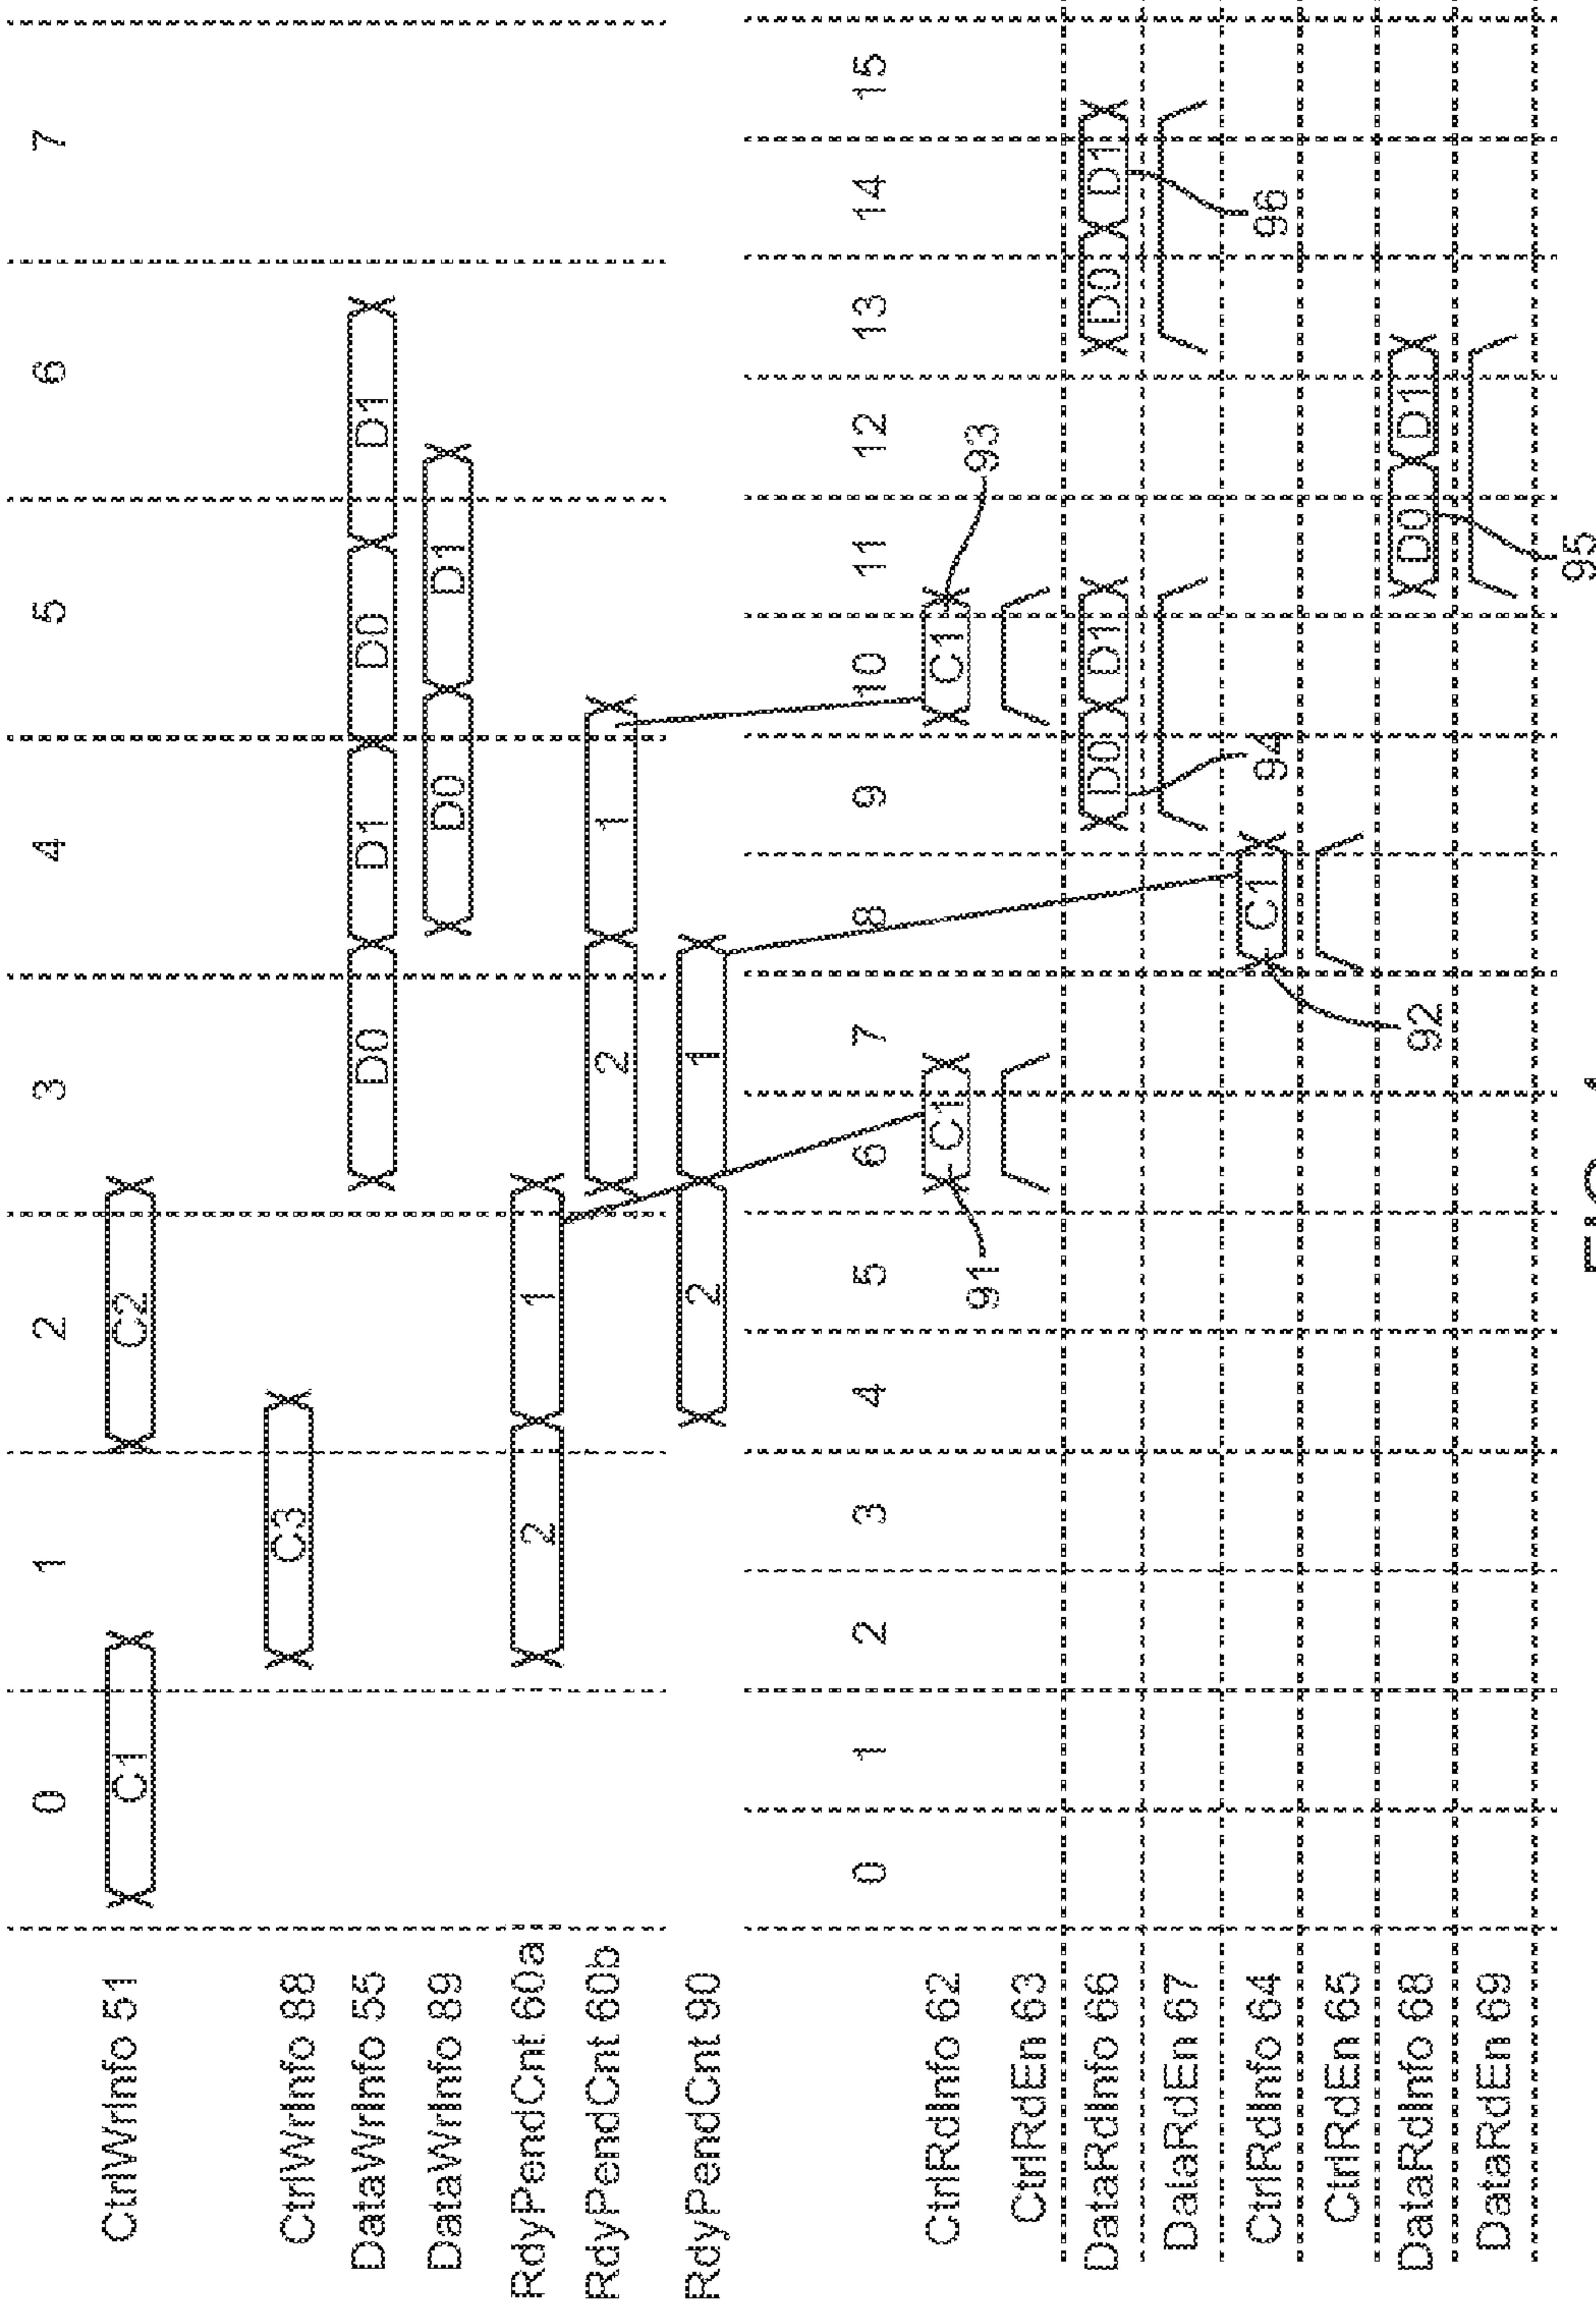 0 1 2 3 4 5 6 7
CtrlWrInfo 51 C1 C2
CtrlWrInfo 88 C3
DataWrInfo 55 D0 D1 D0 D1
DataWrInfo 89 D0 D1
RdyPendCnt 60a 2 1
RdyPendCnt 60b 2 1
RdyPendCnt 90 2 1
0 1 2 3 4 5 6 7 8 9 10 11 12 13 14 15
CtrlRdInfo 62 C1 C1
91 93
CtrlRdEn 63
DataRdInfo 66 D0 D1 D0 D1
DataRdEn 67
CtrlRdInfo 64 C1 94 96
CtrlRdEn 65
92
DataRdInfo 68 D0 D1
DataRdEn 69
95